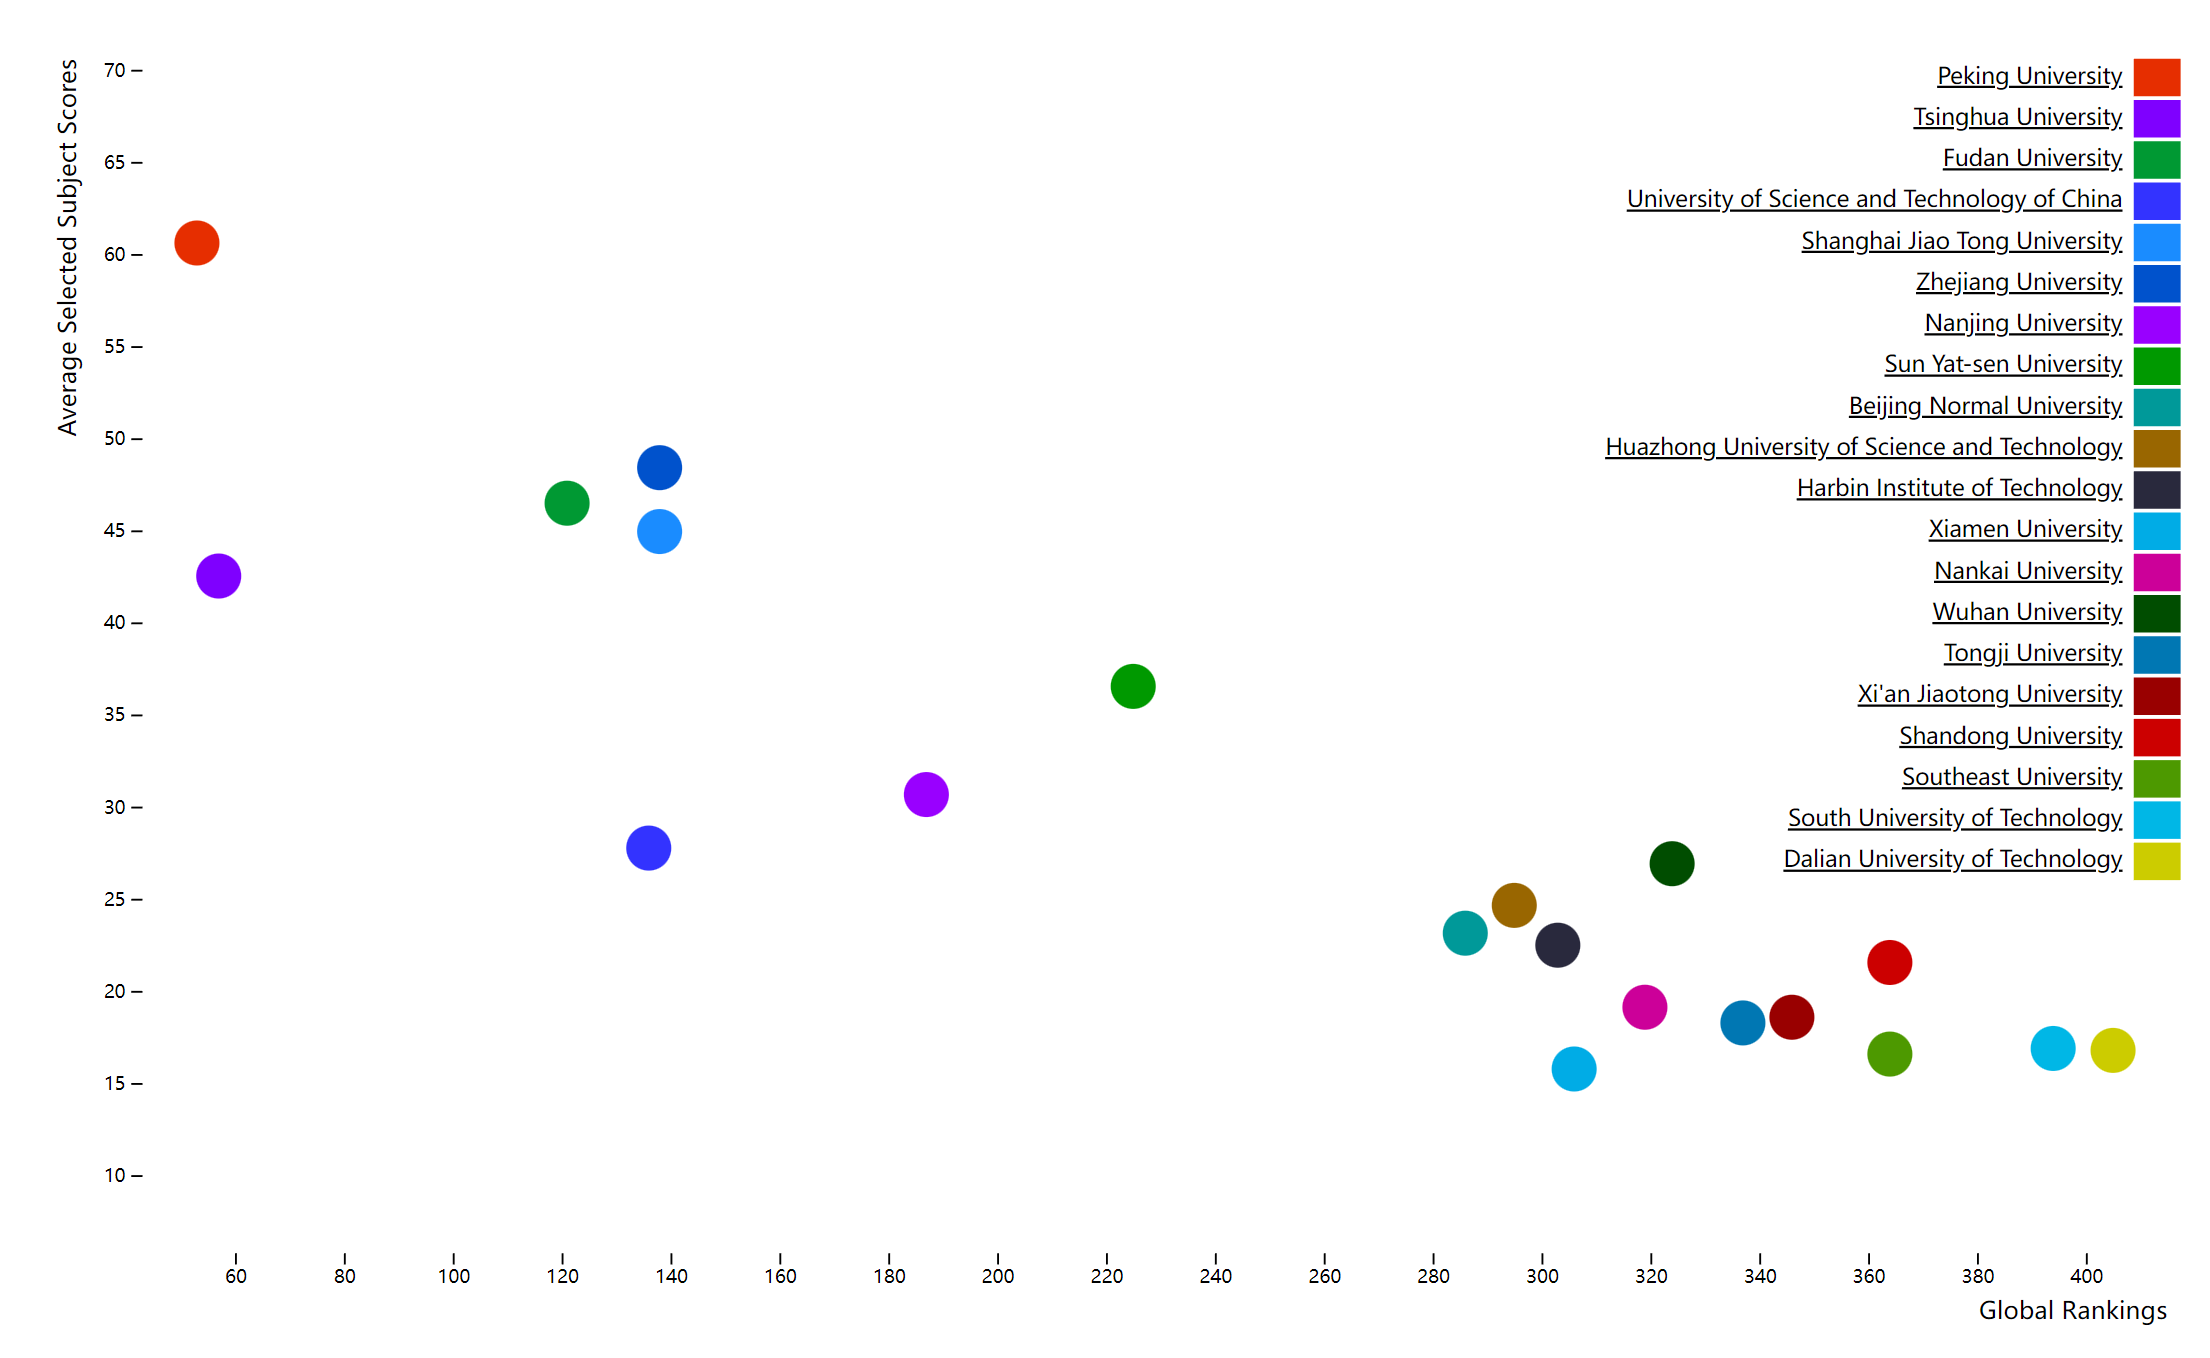 Average Selected Subject Scores
70
65
60
55
50
45
40
35
30
25
20
15
10
Peking University
Tsinghua University
Fudan University
University of Science and Technology of China
Shanghai Jiao Tong University
Zhejiang University
Nanjing University
Sun Yat-sen University
Beijing Normal University
Huazhong University of Science and Technology
Harbin Institute of Technology
Xiamen University
Nankai University
Wuhan University
Tongji University
Xi'an Jiaotong University
Shandong University
Southeast University
South University of Technology
Dalian University of Technology
60 80 100 120 140 160 180 200 220 240 260 280 300 320 340 360 380 400
Global Rankings